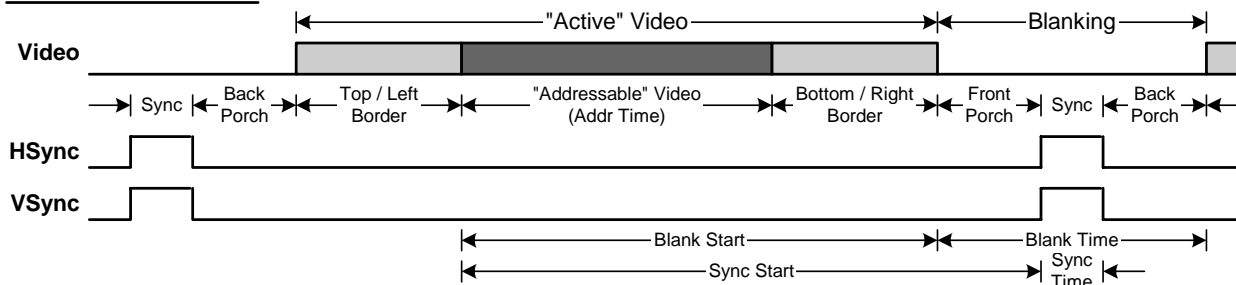 "Active" Video
Blanking
Video
Sync
Back
Porch
Top / Left
Border
"Addressable" Video
(Addr Time)
Bottom / Right
Border
Front
Porch
Sync
Back
Porch
HSync
VSync
Blank Start
Blank Time
Sync Start
Sync
Time